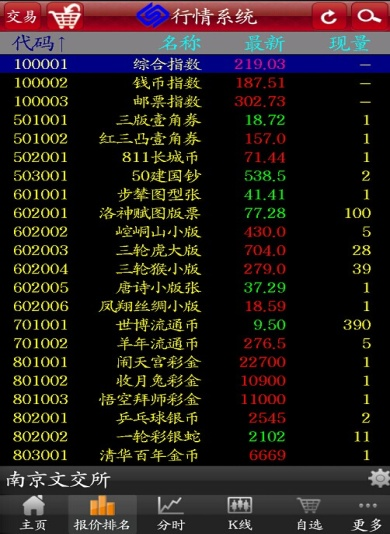 交易 行情系统
代码↑ 名称 最新 现量
100001 综合指数 219.03 —
100002 钱币指数 187.51 —
100003 邮票指数 302.73 —
501001 三版壹角券 18.72 1
501002 红三凸壹角券 157.0 1
502001 811长城币 71.44 1
503001 50建国钞 538.5 2
601001 步辇图型张 41.41 1
602001 洛神赋图版票 77.28 100
602002 崆峒山小版 430.0 5
602003 三轮虎大版 704.0 28
602004 三轮猴小版 279.0 39
602005 唐诗小版张 37.29 1
602006 凤翔丝绸小版 18.59 1
701001 世博流通币 9.50 390
701002 羊年流通币 276.5 5
801001 闹天宫彩金 22700 1
801002 收月兔彩金 10900 1
801003 悟空拜师彩金 11000 1
802001 乒乓球银币 2545 2
802002 一轮彩银蛇 2102 11
803001 清华百年金币 6669 1
南京文交所
主页 报价排名 分时 K线 自选 更多